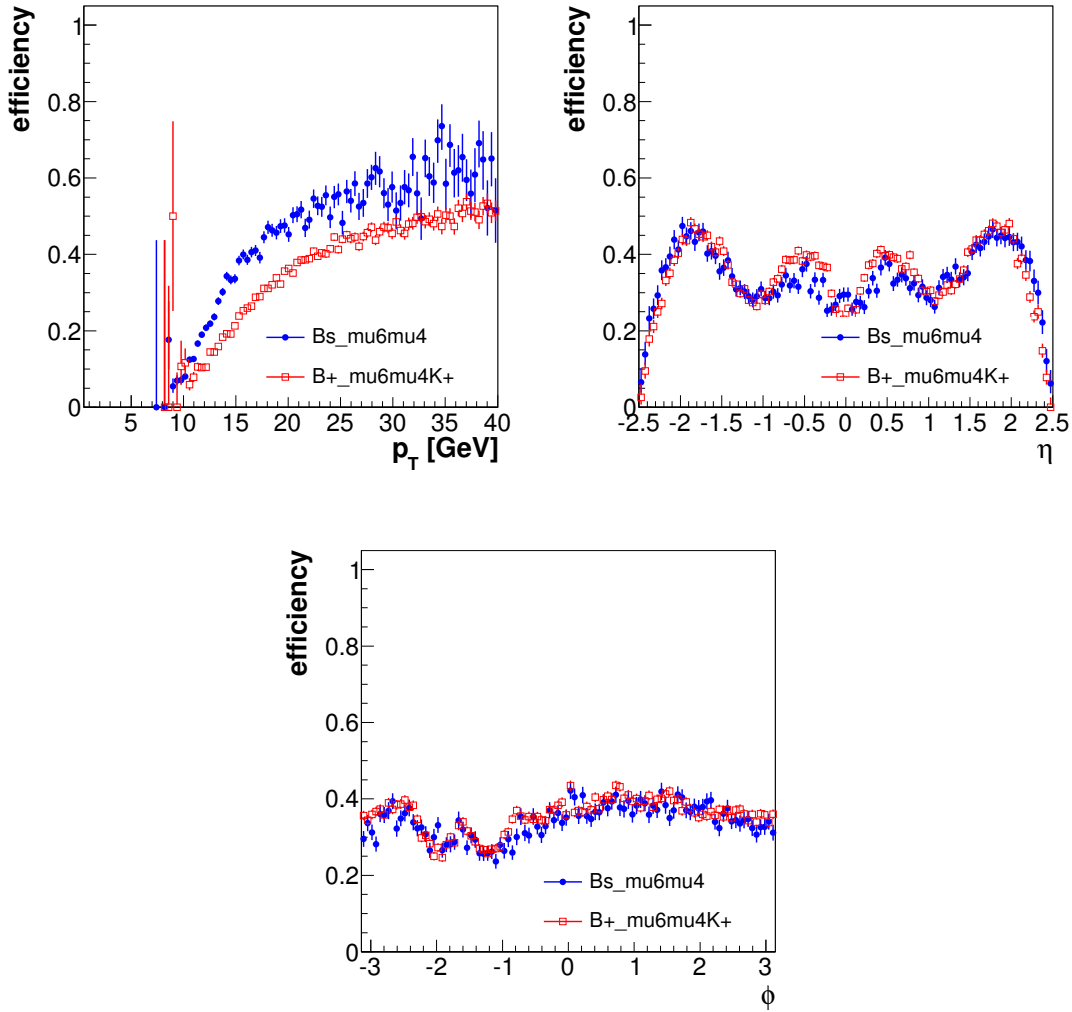 efficiency
1
0.8
0.6
0.4
0.2
0
5 10 15 20 25 30 35 40
p_T [GeV]
Bs_mu6mu4
B+_mu6mu4K+
efficiency
1
0.8
0.6
0.4
0.2
0
-2.5 -2 -1.5 -1 -0.5 0 0.5 1 1.5 2 2.5
η
Bs_mu6mu4
B+_mu6mu4K+
efficiency
1
0.8
0.6
0.4
0.2
0
-3 -2 -1 0 1 2 3
ϕ
Bs_mu6mu4
B+_mu6mu4K+